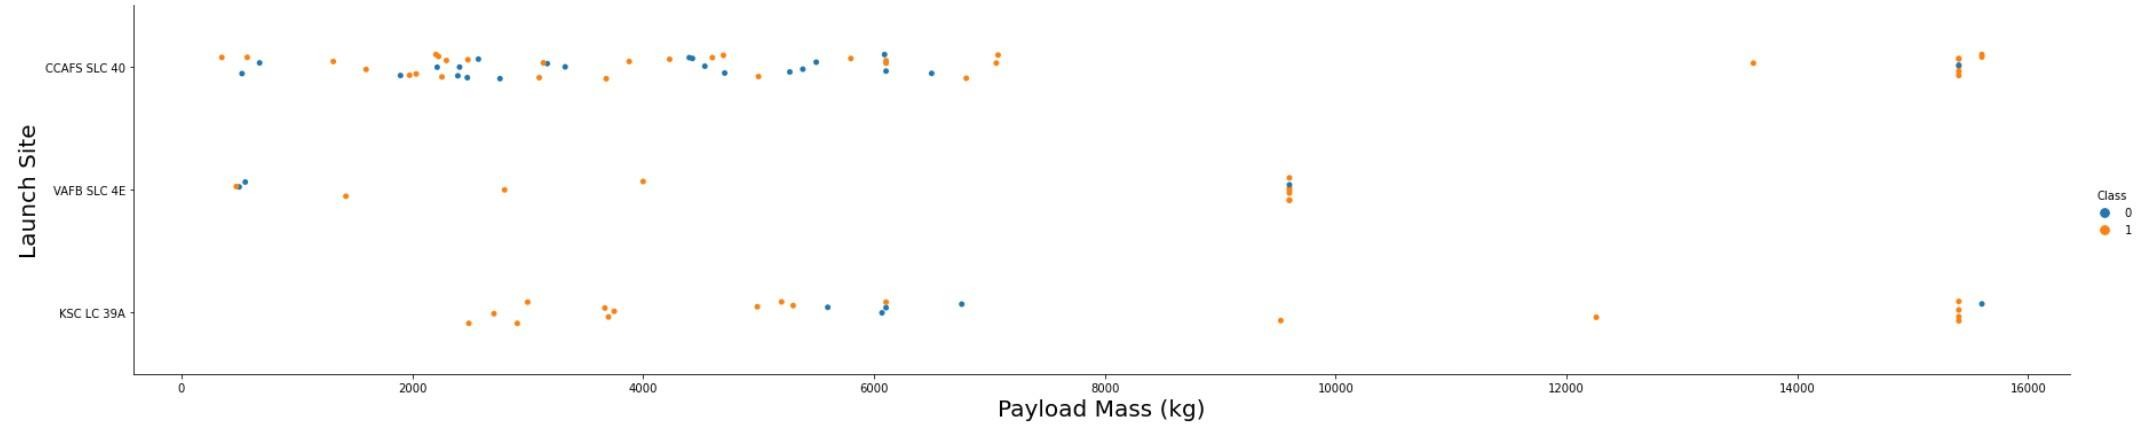 CCAFS SLC 40
VAFB SLC 4E
KSC LC 39A
Launch Site
0 2000 4000 6000 8000 10000 12000 14000 16000
Payload Mass (kg)
Class
0
1